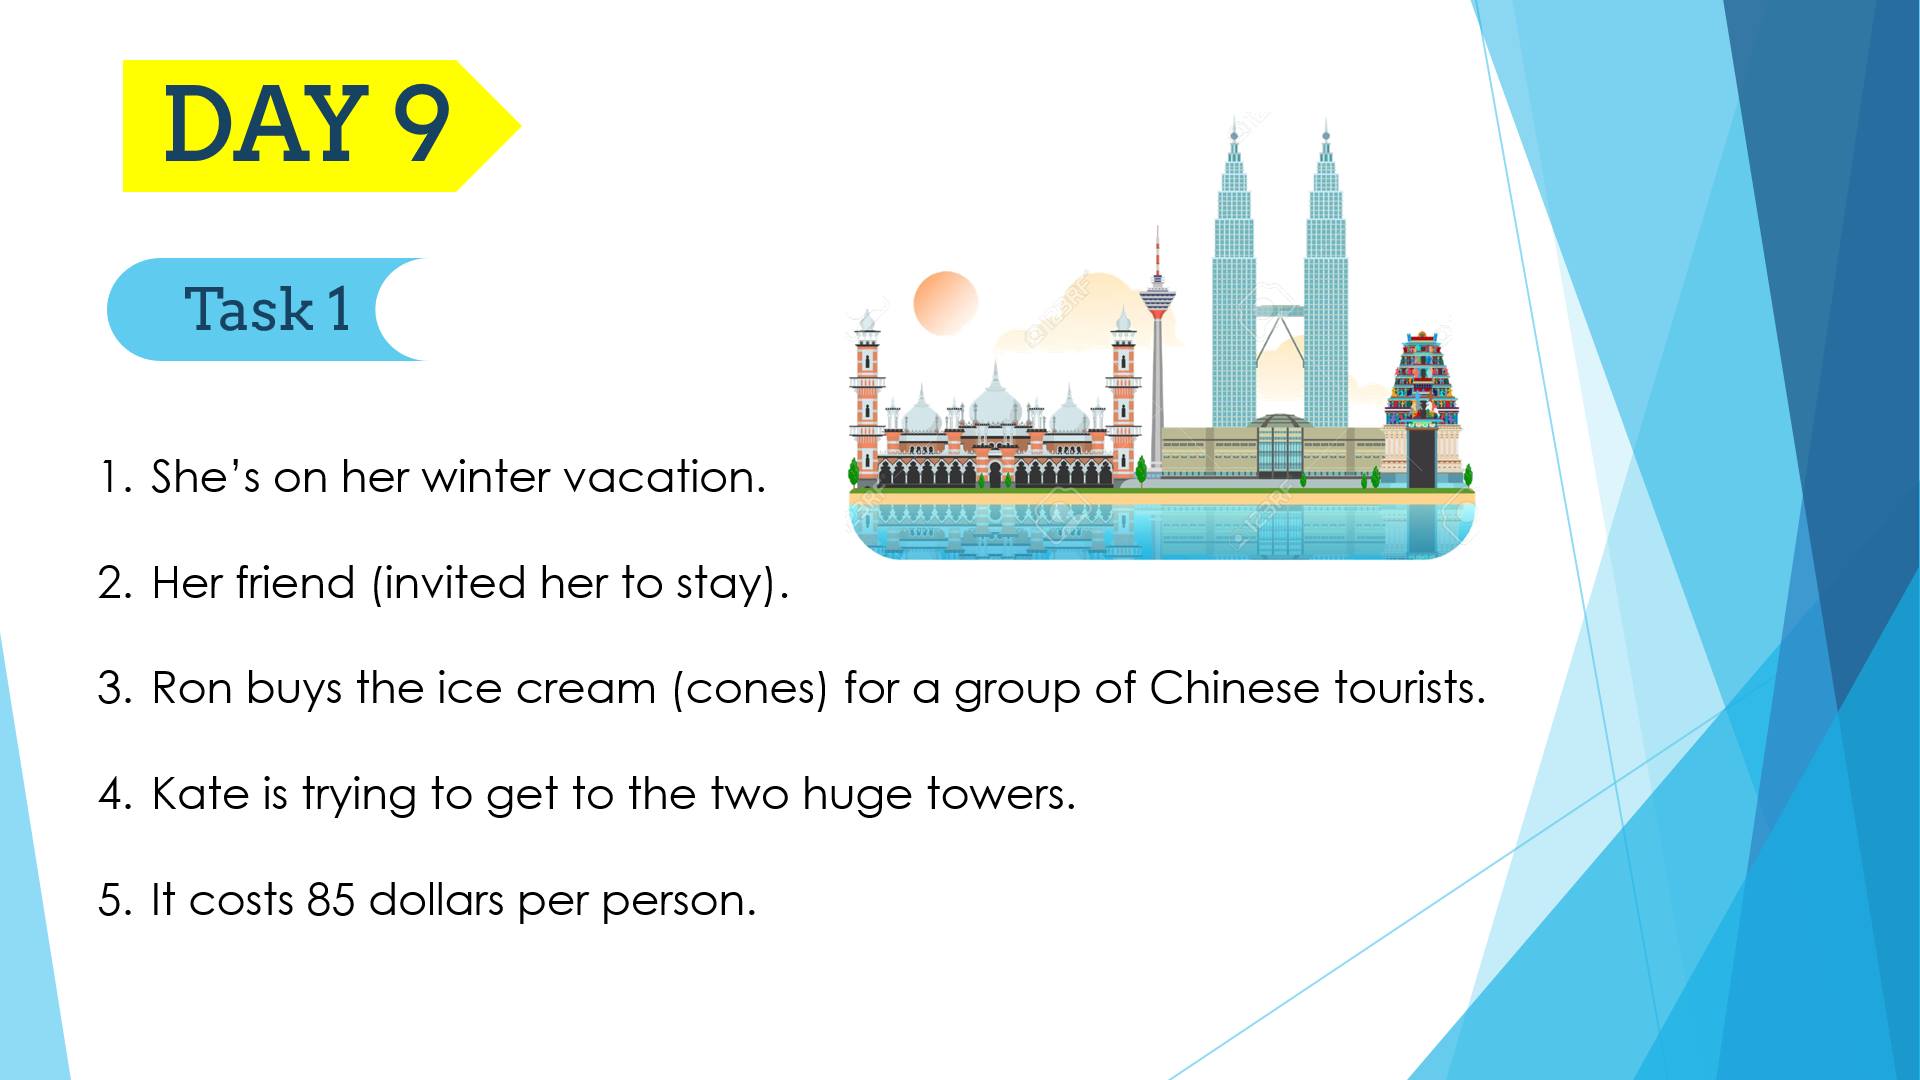 DAY 9
Task 1
1. She’s on her winter vacation.
2. Her friend (invited her to stay).
3. Ron buys the ice cream (cones) for a group of Chinese tourists.
4. Kate is trying to get to the two huge towers.
5. It costs 85 dollars per person.
123RF
123RF